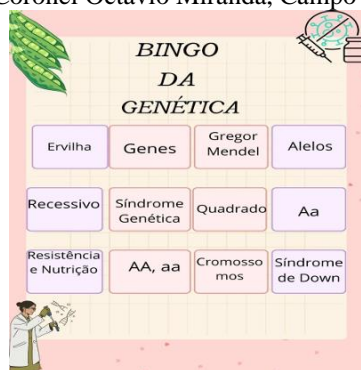 Coronel Octávio Miranda, Campo
BINGO
DA
GENÉTICA
Ervilha
Genes
Gregor
Mendel
Alelos
Recessivo
Síndrome
Genética
Quadrado
Aa
Resistência
e Nutrição
AA, aa
Cromosso
mos
Síndrome
de Down